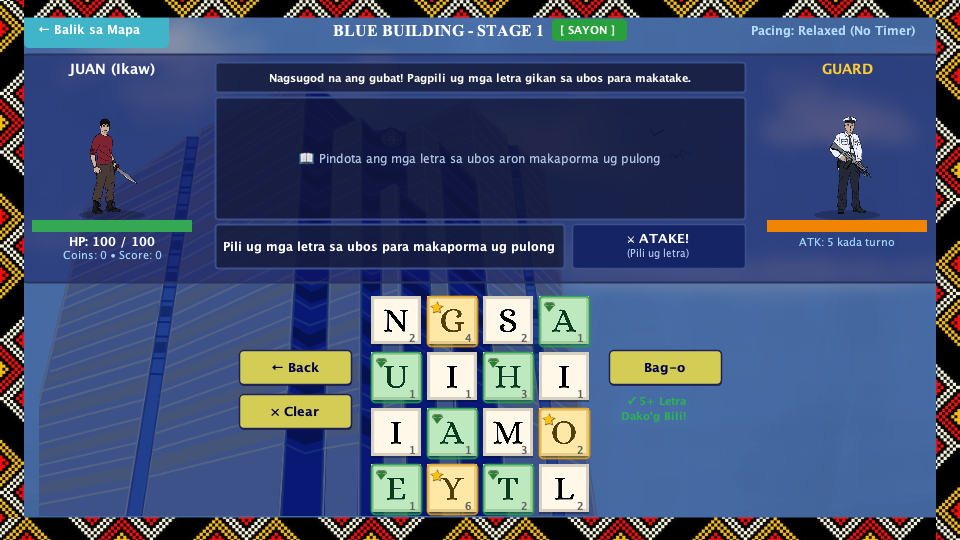 ← Balik sa Mapa
BLUE BUILDING - STAGE 1
[ SAYON ]
Pacing: Relaxed (No Timer)
JUAN (Ikaw)
Nagsugod na ang gubat! Pagpili ug mga letra gikan sa ubos para makatake.
GUARD
📖 Pindota ang mga letra sa ubos aron makaporma ug pulong
HP: 100 / 100
Coins: 0 • Score: 0
Pili ug mga letra sa ubos para makaporma ug pulong
⚔ ATAKE!
(Pili ug letra)
ATK: 5 kada turno
N 2 G 4 S 2 A 1
U 1 I 1 H 3 I 1
I 1 A 1 M 3 O 2
E 1 Y 6 T 2 L 2
← Back
× Clear
Bag-o
✓ 5+ Letra
Dako'g Bili!